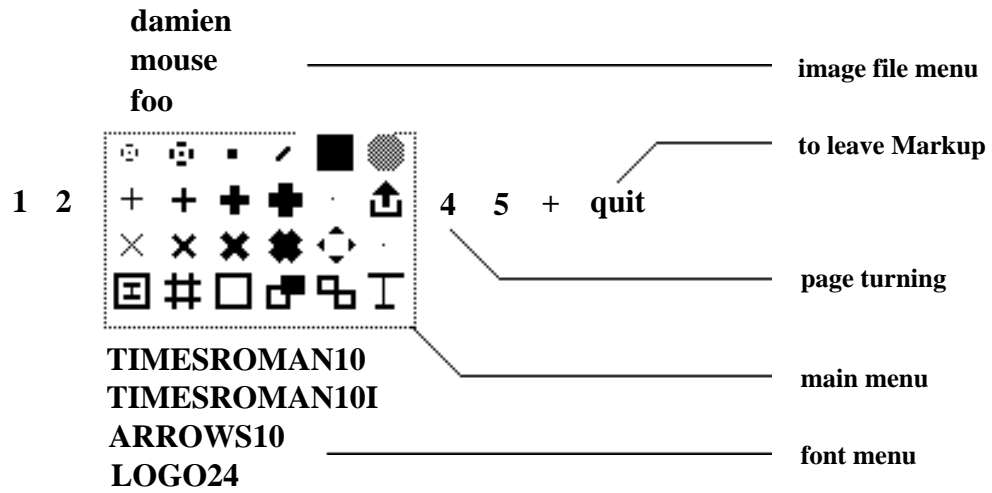 damien
mouse
foo
image file menu
to leave Markup
1 2 4 5 + quit
page turning
TIMESROMAN10
TIMESROMAN10I
main menu
ARROWS10
font menu
LOGO24